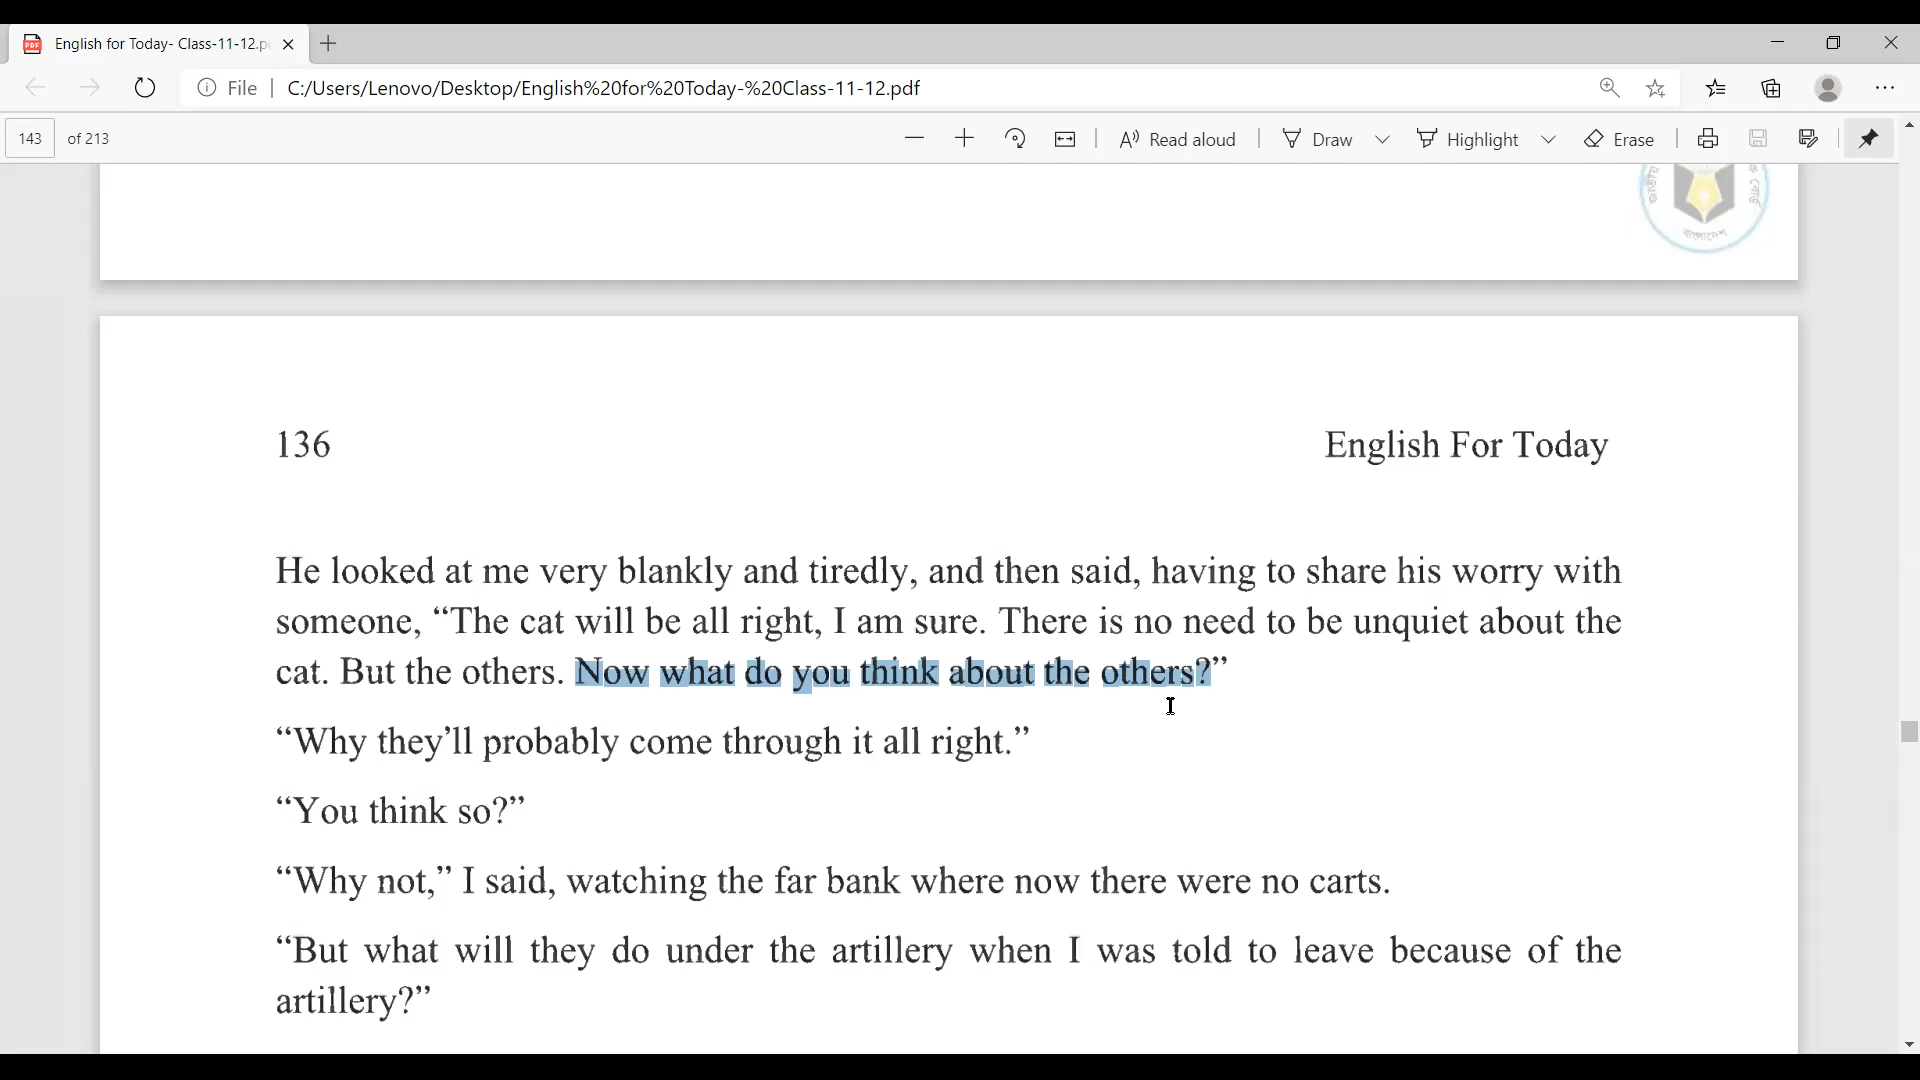 English for Today- Class-11-12.p
File
C:/Users/Lenovo/Desktop/English%20for%20Today-%20Class-11-12.pdf
143 of 213
Read aloud
Draw
Highlight
Erase
বাংলাদেশ
136
English For Today
He looked at me very blankly and tiredly, and then said, having to share his worry with
someone, “The cat will be all right, I am sure. There is no need to be unquiet about the
cat. But the others. Now what do you think about the others?”
“Why they’ll probably come through it all right.”
“You think so?”
“Why not,” I said, watching the far bank where now there were no carts.
“But what will they do under the artillery when I was told to leave because of the
artillery?”